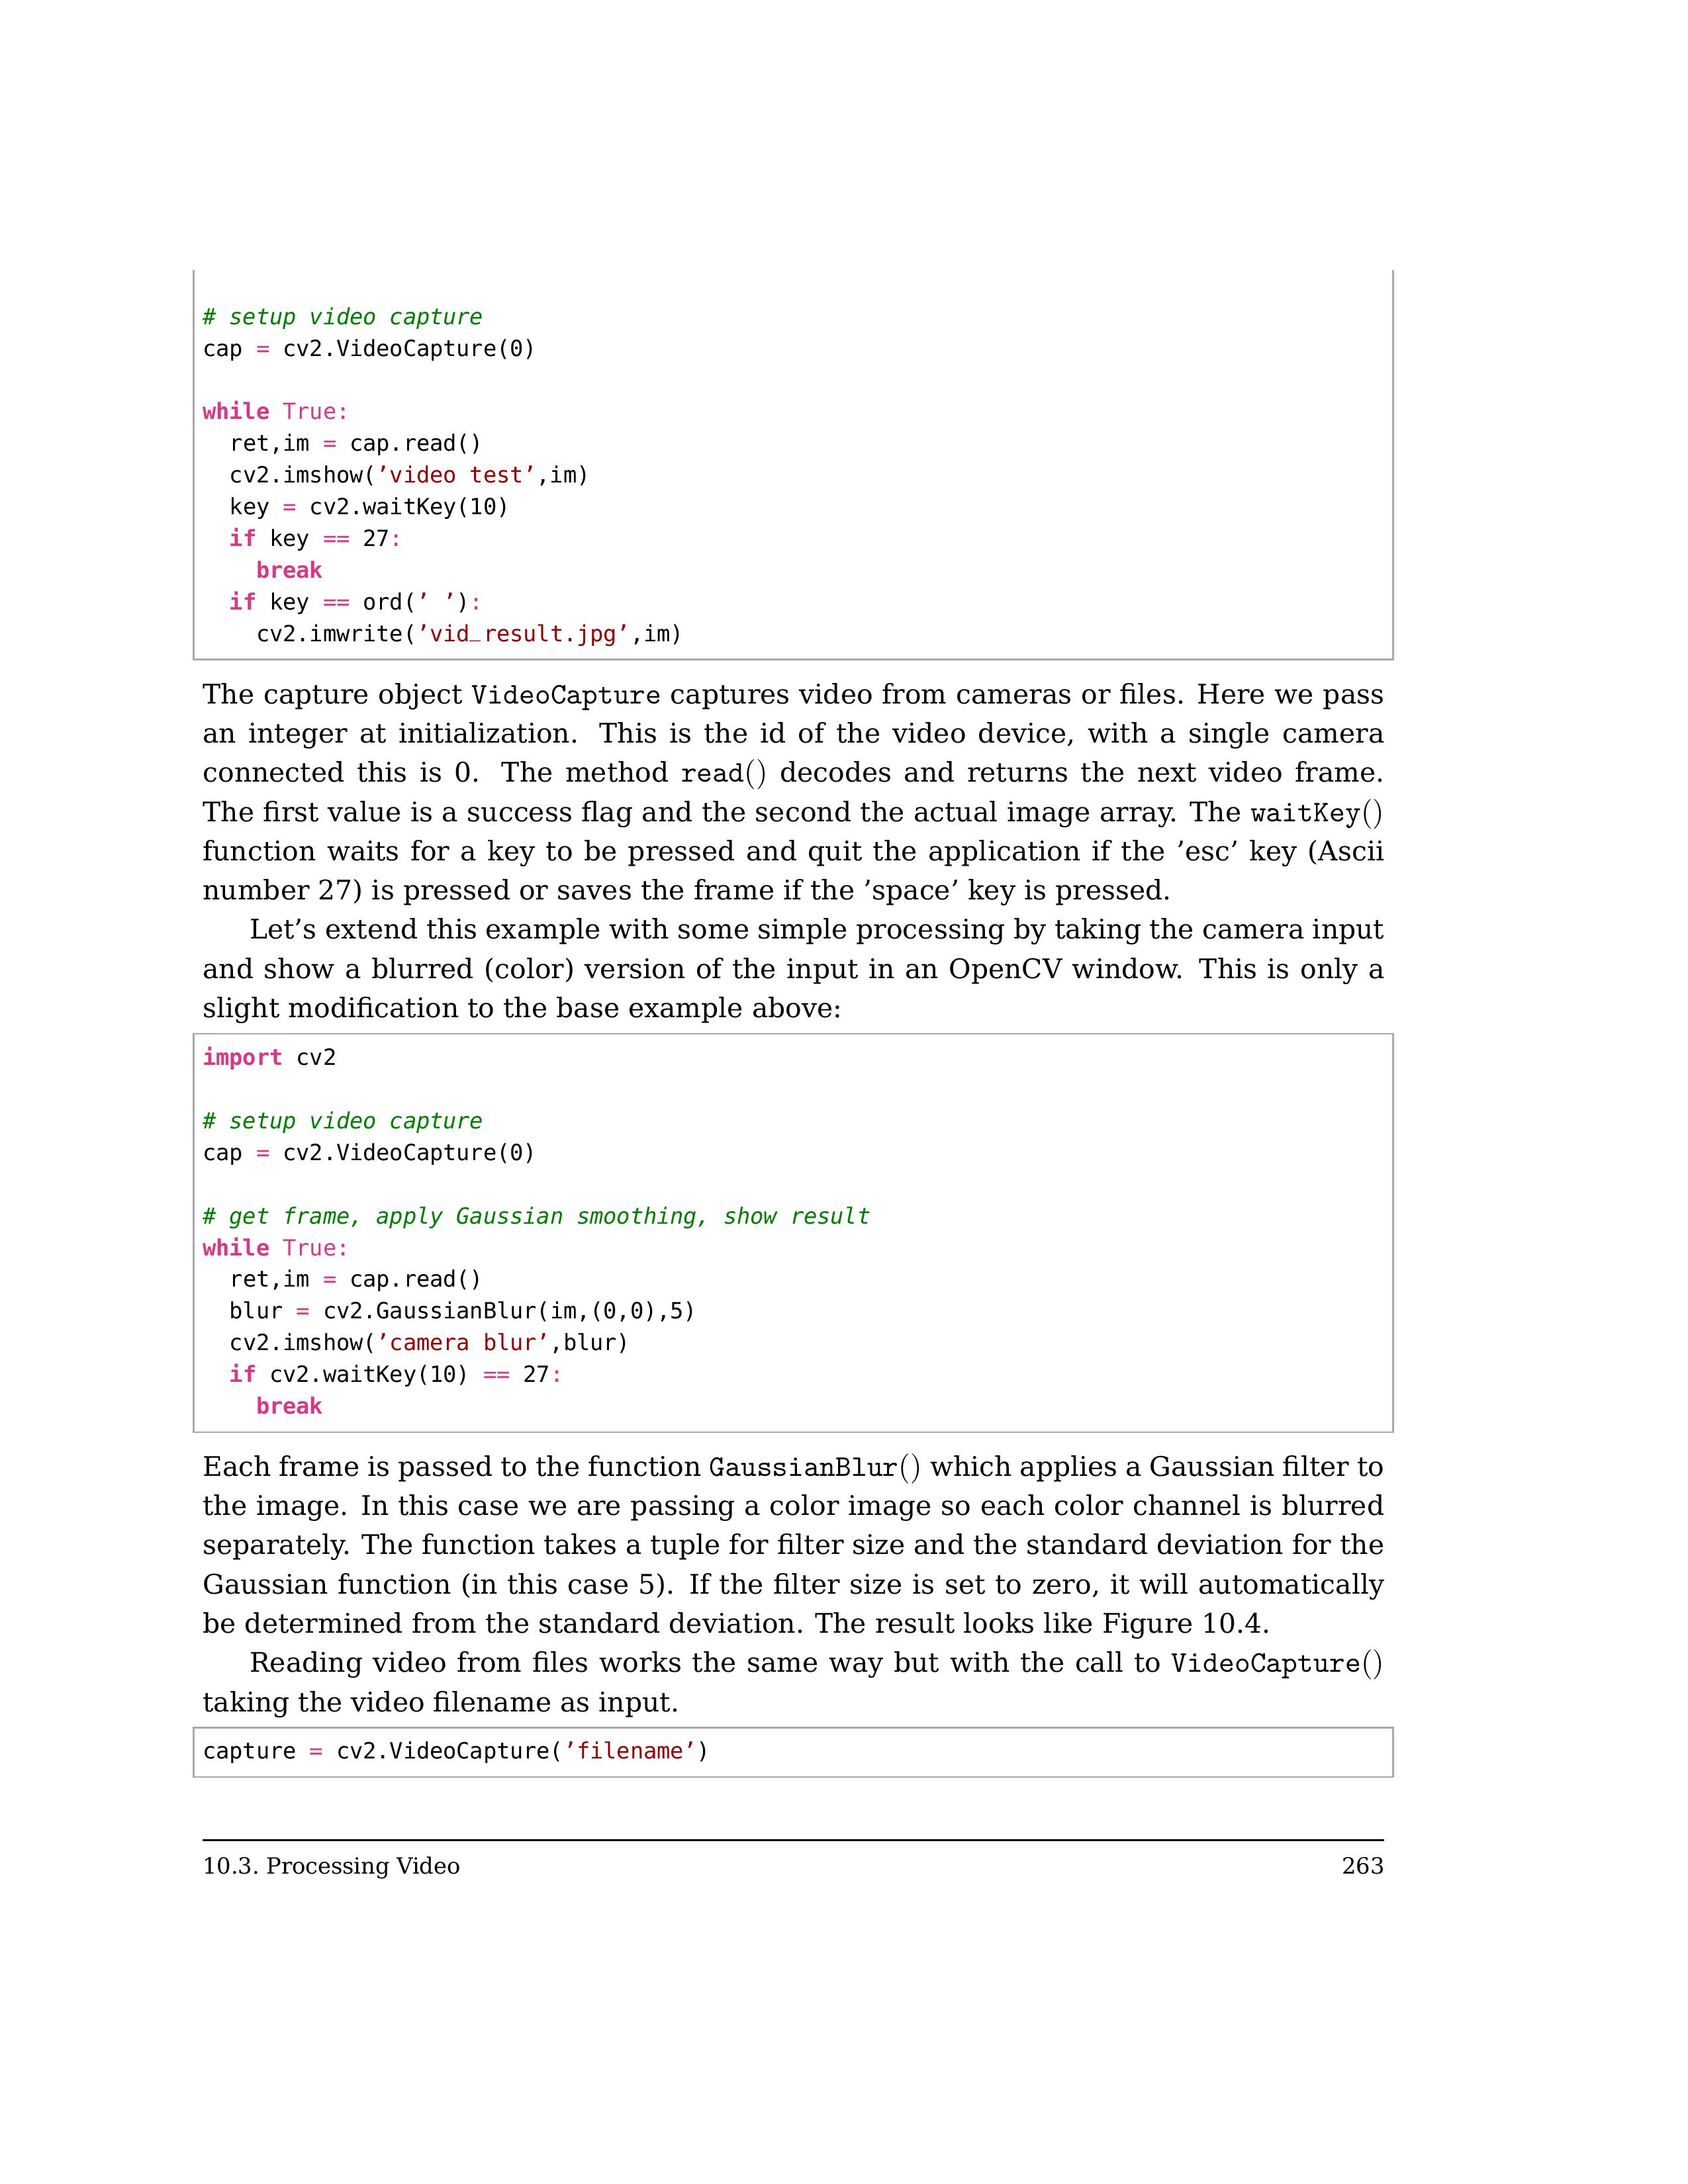 # setup video capture
cap = cv2.VideoCapture(0)
while True:
  ret,im = cap.read()
  cv2.imshow(’video test’,im)
  key = cv2.waitKey(10)
  if key == 27:
    break
  if key == ord(’ ’):
    cv2.imwrite(’vid_result.jpg’,im)
The capture object VideoCapture captures video from cameras or files. Here we pass
an integer at initialization. This is the id of the video device, with a single camera
connected this is 0. The method read() decodes and returns the next video frame.
The first value is a success flag and the second the actual image array. The waitKey()
function waits for a key to be pressed and quit the application if the ’esc’ key (Ascii
number 27) is pressed or saves the frame if the ’space’ key is pressed.
Let’s extend this example with some simple processing by taking the camera input
and show a blurred (color) version of the input in an OpenCV window. This is only a
slight modification to the base example above:
import cv2
# setup video capture
cap = cv2.VideoCapture(0)
# get frame, apply Gaussian smoothing, show result
while True:
  ret,im = cap.read()
  blur = cv2.GaussianBlur(im,(0,0),5)
  cv2.imshow(’camera blur’,blur)
  if cv2.waitKey(10) == 27:
    break
Each frame is passed to the function GaussianBlur() which applies a Gaussian filter to
the image. In this case we are passing a color image so each color channel is blurred
separately. The function takes a tuple for filter size and the standard deviation for the
Gaussian function (in this case 5). If the filter size is set to zero, it will automatically
be determined from the standard deviation. The result looks like Figure 10.4.
Reading video from files works the same way but with the call to VideoCapture()
taking the video filename as input.
capture = cv2.VideoCapture(’filename’)
10.3. Processing Video 263